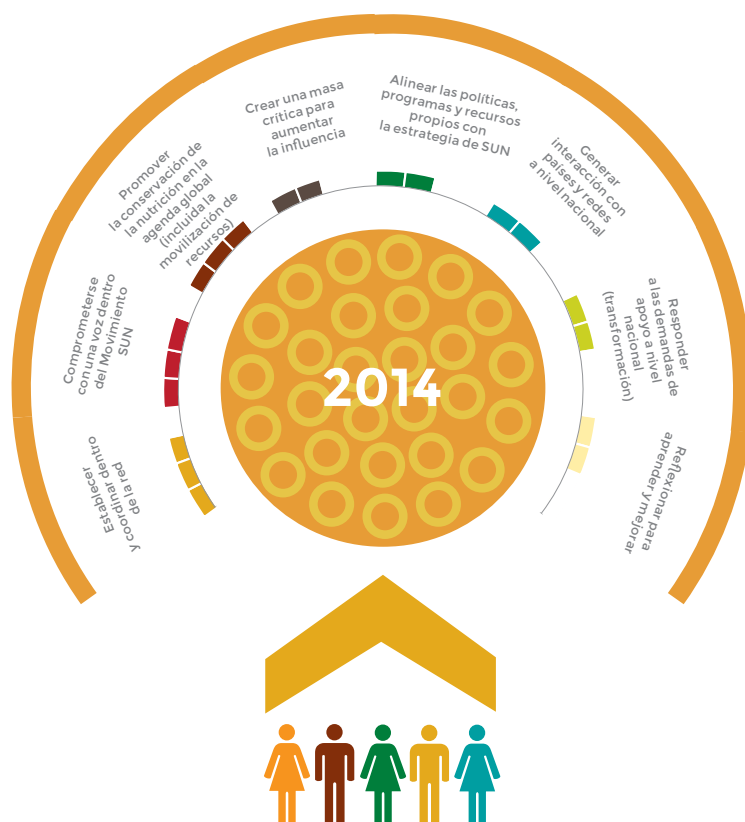 Establecer
y coordinar dentro
de la red
Comprometerse
con una voz dentro
del Movimiento
SUN
Promover
la conservación de
la nutrición en la
agenda global
(incluida la
movilización de
recursos)
Crear una masa
crítica para
aumentar
la influencia
Alinear las políticas,
programas y recursos
propios con
la estrategia de SUN
Generar
interacción con
países y redes
a nivel nacional
Responder
a las demandas de
apoyo a nivel
nacional
(transformación)
Reflexionar para
aprender y mejorar
2014